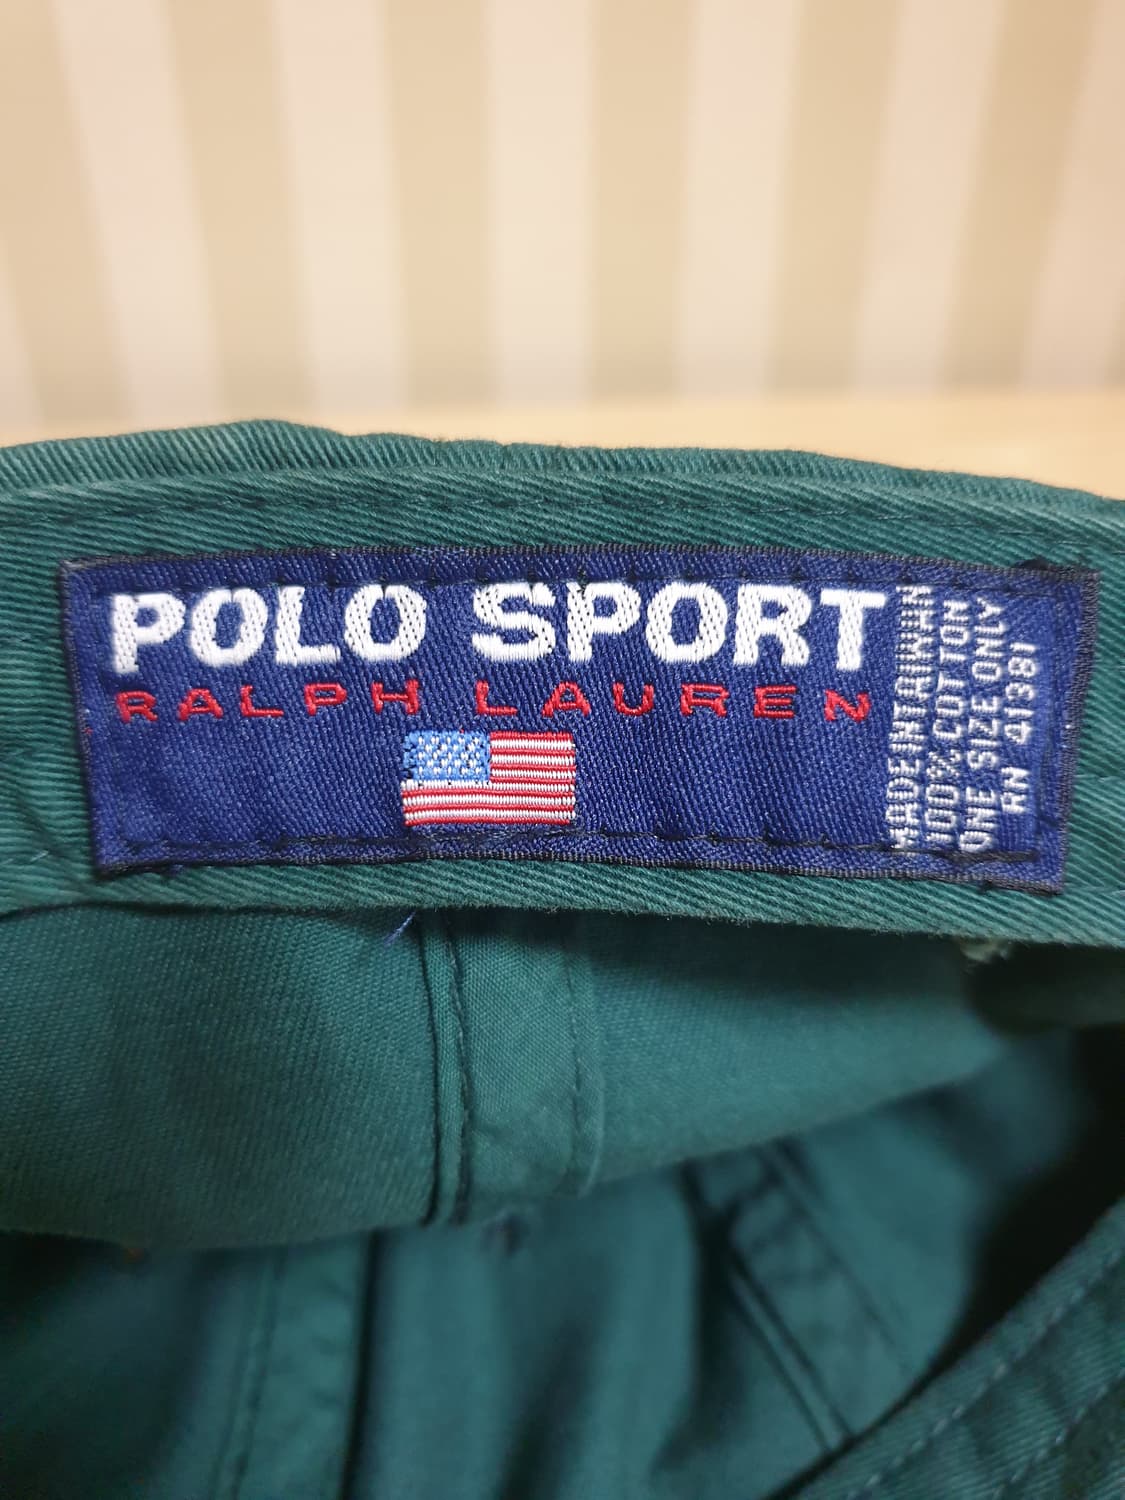 POLO SPORT
RALPH LAUREN
MADE IN TAIWAN
100% COTTON
ONE SIZE ONLY
RN 41381